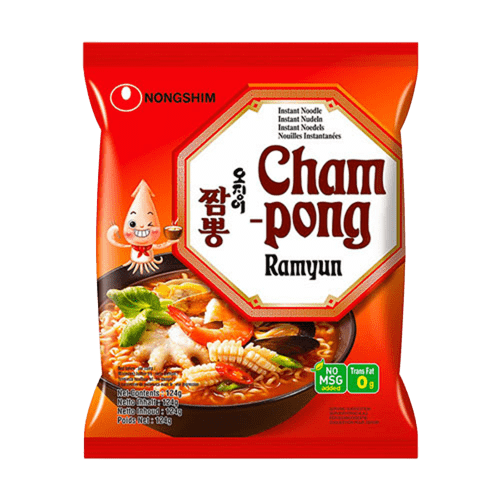 NONGSHIM
Instant Noodle
Instant Nudeln
Instant Noedels
Nouilles Instantanées
오징어
짬뽕
Cham
-pong
Ramyun
NO
MSG
added
Trans Fat
0g
Net Contents : 124g
Netto Inhalt : 124g
Netto Inhoud : 124g
Poids Net : 124g